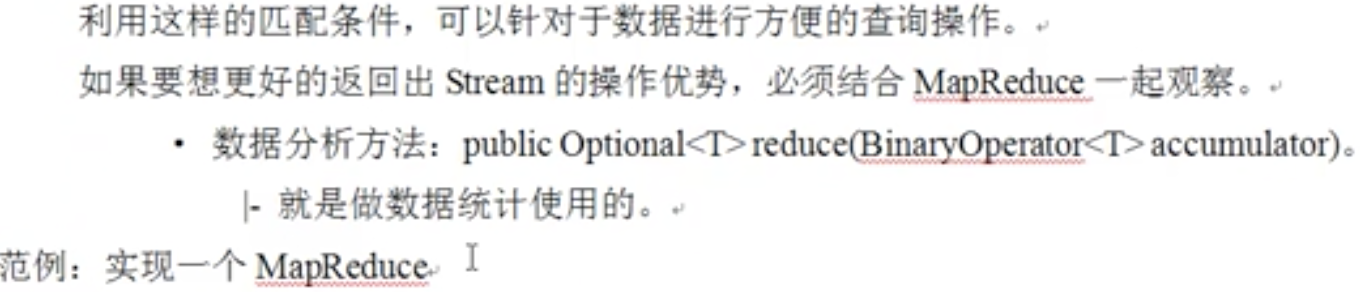 利用这样的匹配条件，可以针对于数据进行方便的查询操作。
如果要想更好的返回出 Stream 的操作优势，必须结合 MapReduce 一起观察。
• 数据分析方法：public Optional<T> reduce(BinaryOperator<T> accumulator)。
|- 就是做数据统计使用的。
范例：实现一个 MapReduce